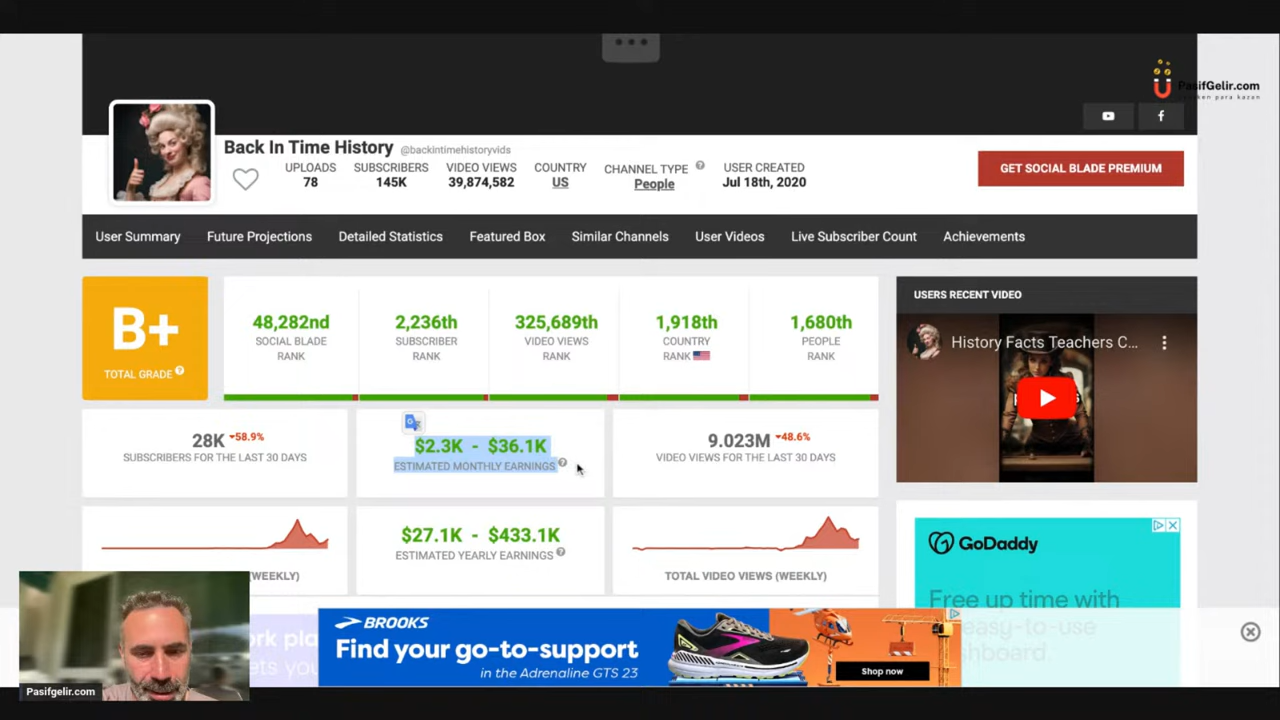 PasifGelir.com
Back In Time History @backintimehistoryvids
UPLOADS
78
SUBSCRIBERS
145K
VIDEO VIEWS
39,874,582
COUNTRY
US
CHANNEL TYPE
People
USER CREATED
Jul 18th, 2020
GET SOCIAL BLADE PREMIUM
User Summary
Future Projections
Detailed Statistics
Featured Box
Similar Channels
User Videos
Live Subscriber Count
Achievements
B+
TOTAL GRADE
48,282nd
SOCIAL BLADE
RANK
2,236th
SUBSCRIBER
RANK
325,689th
VIDEO VIEWS
RANK
1,918th
COUNTRY
RANK
1,680th
PEOPLE
RANK
USERS RECENT VIDEO
History Facts Teachers C...
28K -58.9%
SUBSCRIBERS FOR THE LAST 30 DAYS
$2.3K - $36.1K
ESTIMATED MONTHLY EARNINGS
9.023M -48.6%
VIDEO VIEWS FOR THE LAST 30 DAYS
(WEEKLY)
$27.1K - $433.1K
ESTIMATED YEARLY EARNINGS
TOTAL VIDEO VIEWS (WEEKLY)
GoDaddy
Free up time with
easy-to-use
BROOKS
Find your go-to-support
in the Adrenaline GTS 23
Shop now
Pasifgelir.com